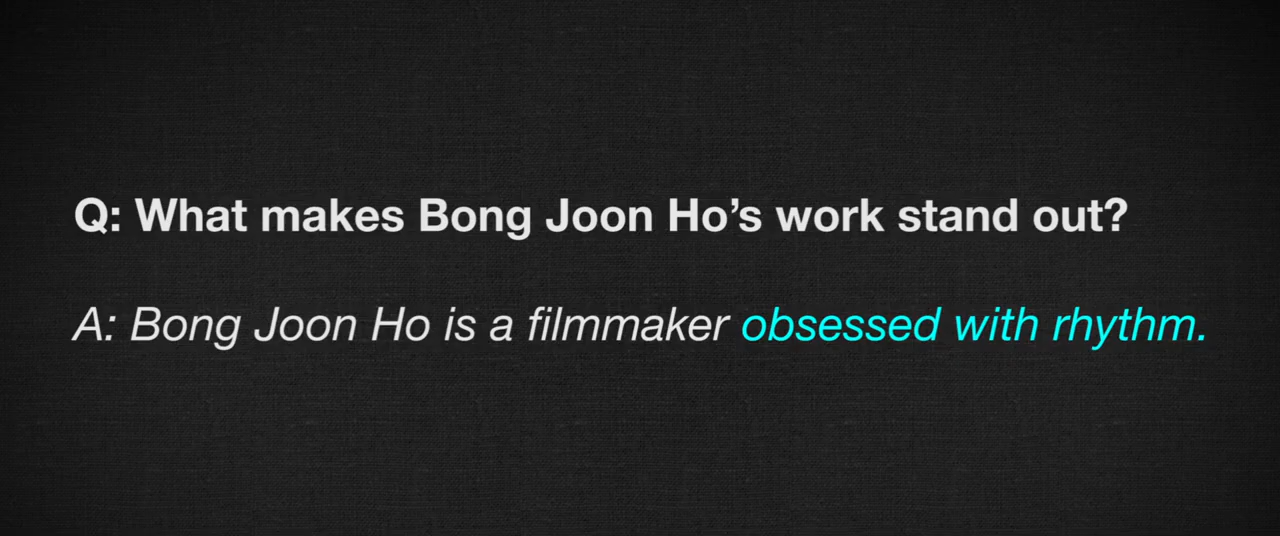 Q: What makes Bong Joon Ho’s work stand out?
A: Bong Joon Ho is a filmmaker obsessed with rhythm.